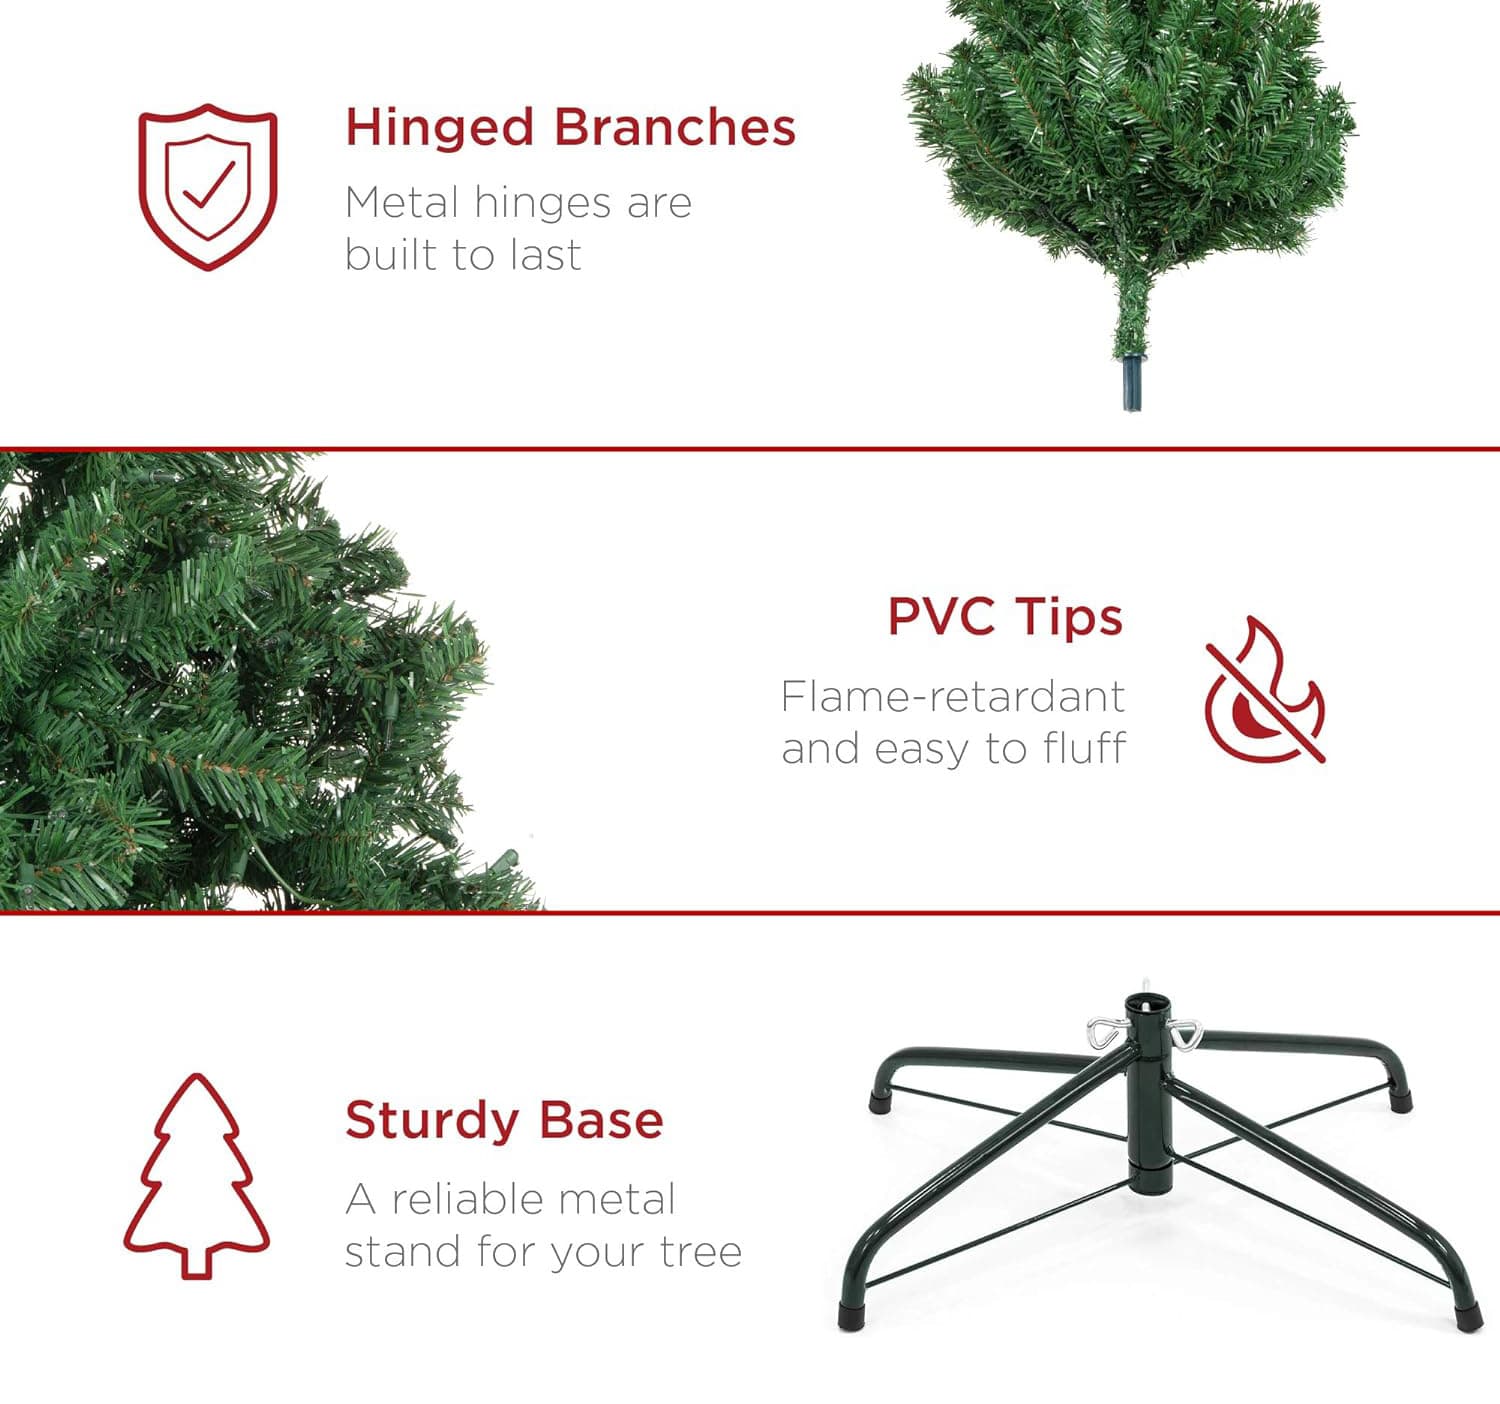 Hinged Branches
Metal hinges are
built to last
PVC Tips
Flame-retardant
and easy to fluff
Sturdy Base
A reliable metal
stand for your tree